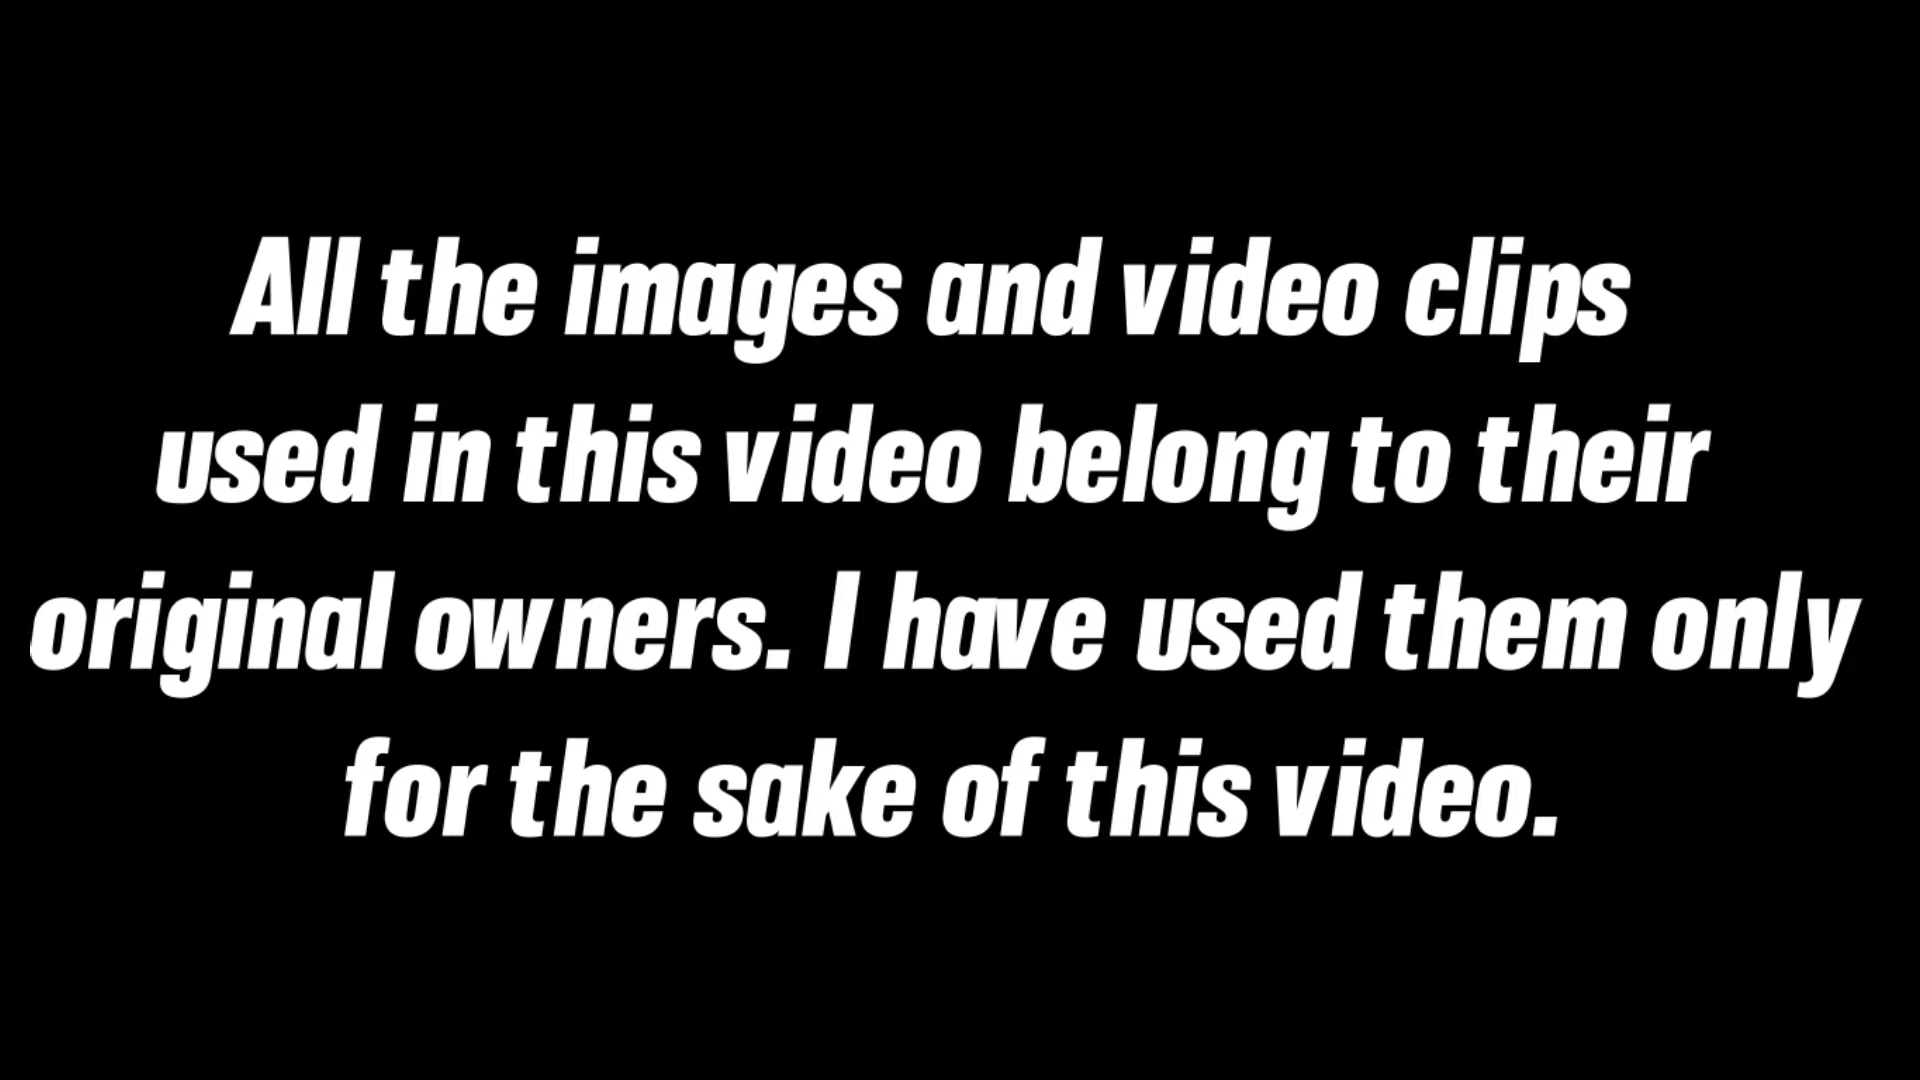 All the images and video clips
used in this video belong to their
original owners. I have used them only
for the sake of this video.